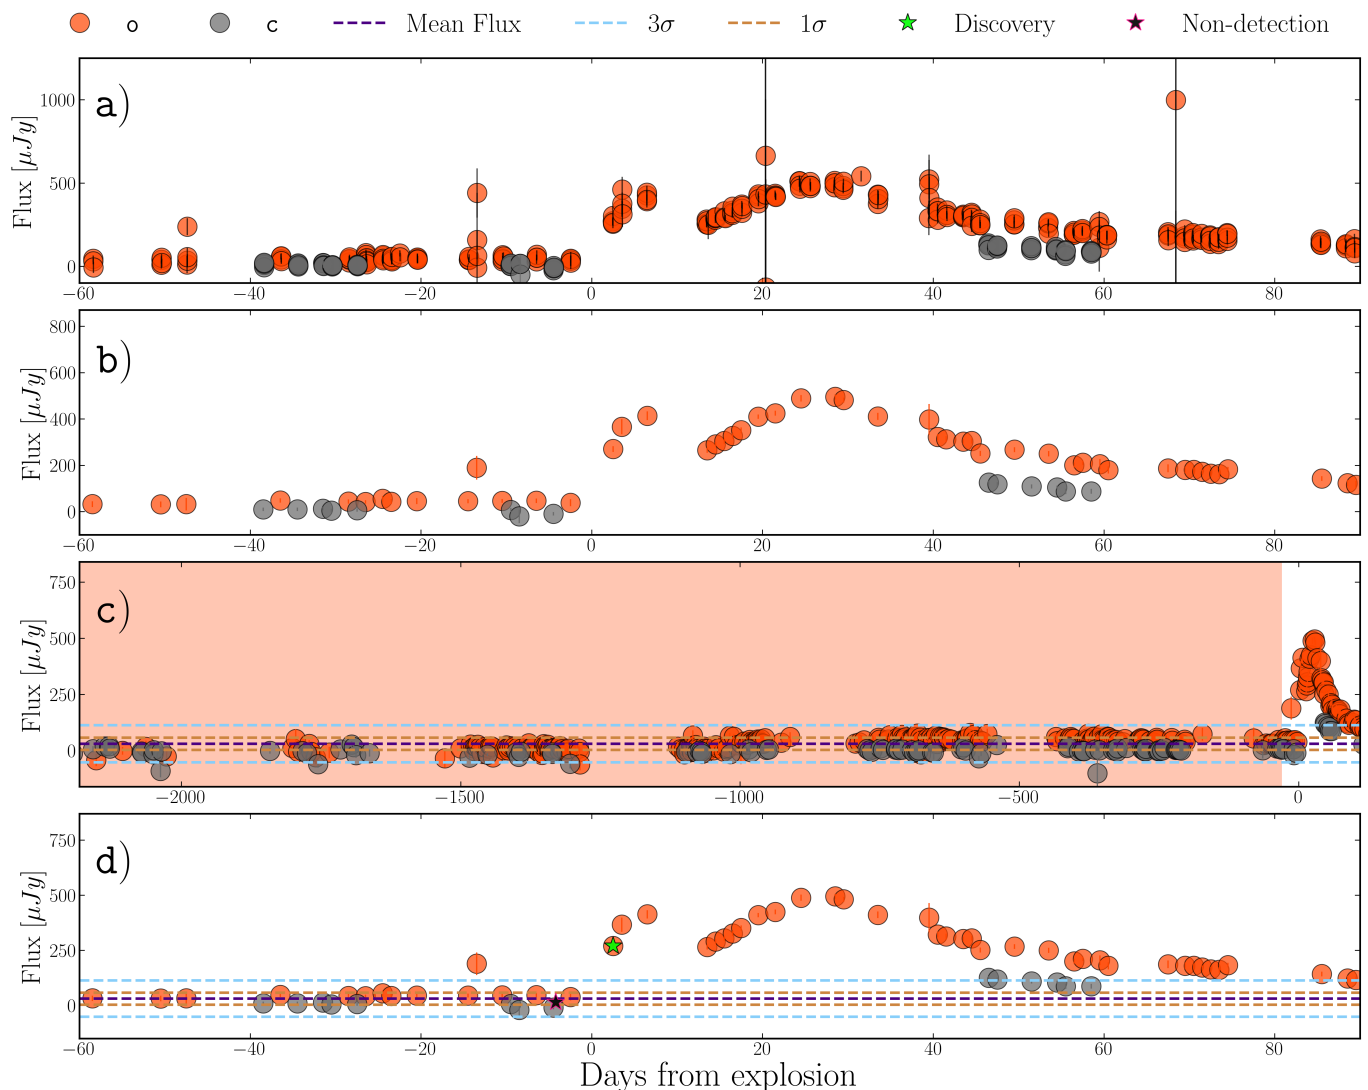 o c Mean Flux 3σ 1σ Discovery Non-detection
a)
Flux [μJy]
1000
500
0
−60 −40 −20 0 20 40 60 80
b)
Flux [μJy]
800
600
400
200
0
−60 −40 −20 0 20 40 60 80
c)
Flux [μJy]
750
500
250
0
−2000 −1500 −1000 −500 0
d)
Flux [μJy]
750
500
250
0
−60 −40 −20 0 20 40 60 80
Days from explosion